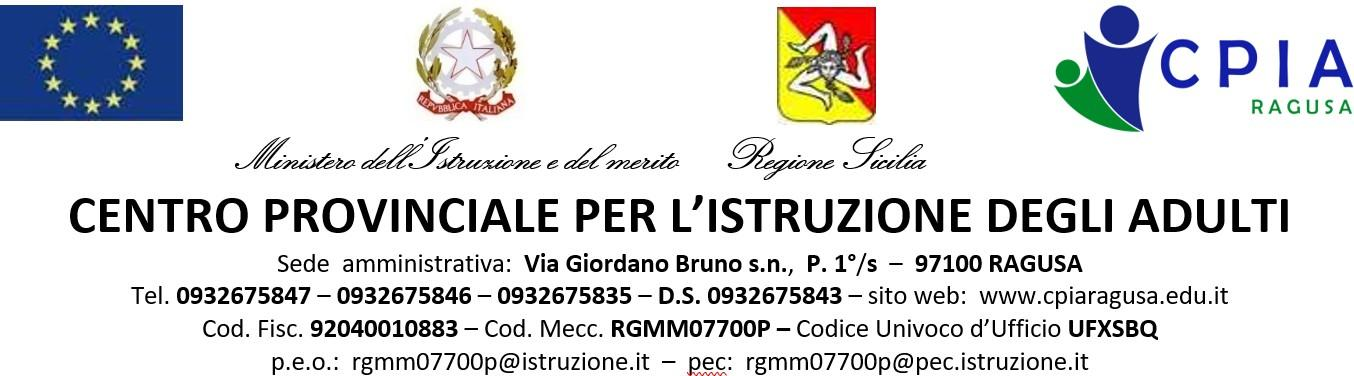 REPVBBLICA ITALIANA
CPIA
RAGUSA
Ministero dell'Istruzione e del merito Regione Sicilia
CENTRO PROVINCIALE PER L’ISTRUZIONE DEGLI ADULTI
Sede amministrativa: Via Giordano Bruno s.n., P. 1°/s – 97100 RAGUSA
Tel. 0932675847 – 0932675846 – 0932675835 – D.S. 0932675843 – sito web: www.cpiaragusa.edu.it
Cod. Fisc. 92040010883 – Cod. Mecc. RGMM07700P – Codice Univoco d’Ufficio UFXSBQ
p.e.o.: rgmm07700p@istruzione.it – pec: rgmm07700p@pec.istruzione.it